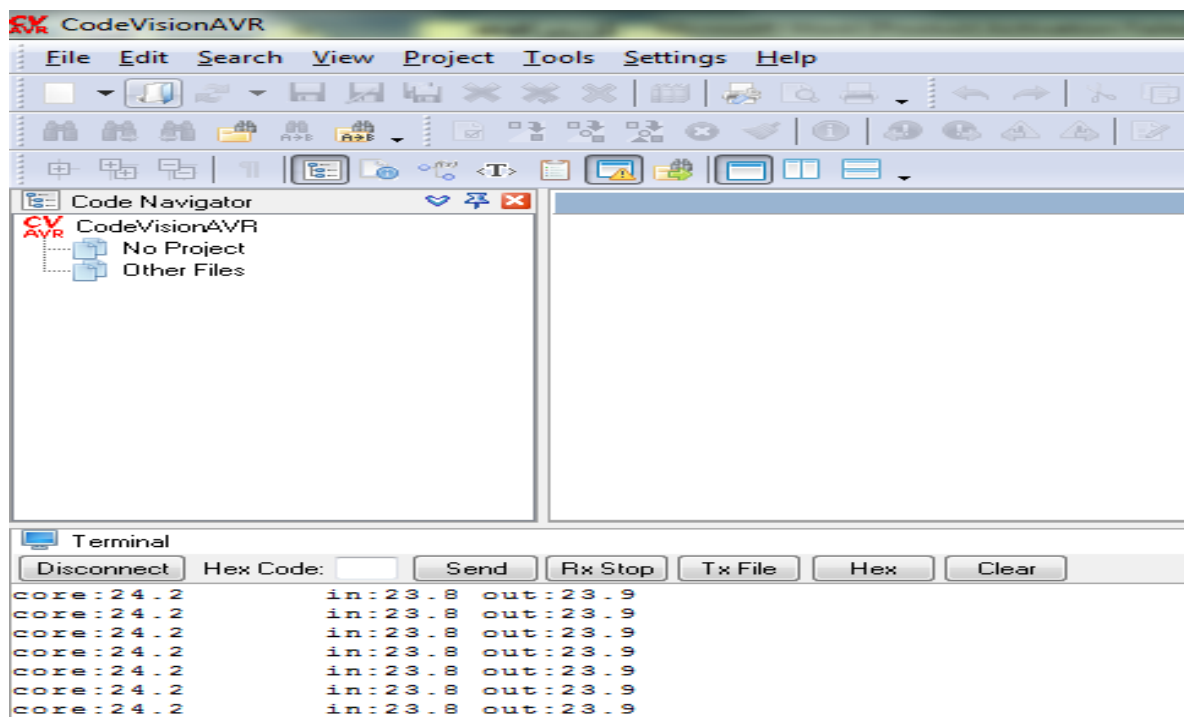 CodeVisionAVR
File Edit Search View Project Tools Settings Help
Code Navigator
CodeVisionAVR
No Project
Other Files
Terminal
Disconnect Hex Code: Send Rx Stop Tx File Hex Clear
core:24.2 in:23.8 out:23.9
core:24.2 in:23.8 out:23.9
core:24.2 in:23.8 out:23.9
core:24.2 in:23.8 out:23.9
core:24.2 in:23.8 out:23.9
core:24.2 in:23.8 out:23.9
core:24.2 in:23.8 out:23.9